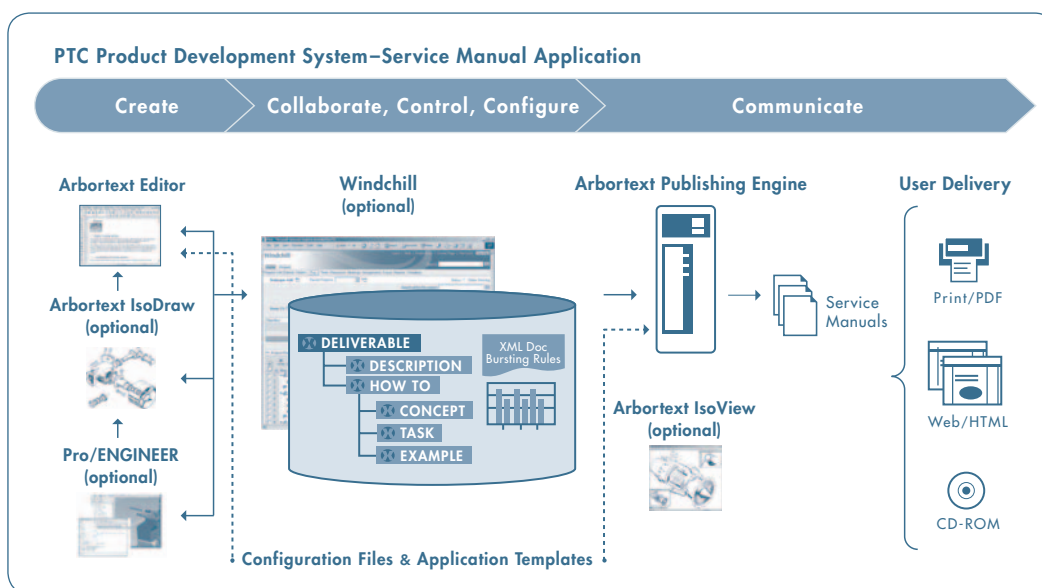 PTC Product Development System–Service Manual Application
Create
Collaborate, Control, Configure
Communicate
Arbortext Editor
Windchill
(optional)
Arbortext Publishing Engine
User Delivery
Windchill
Arbortext IsoDraw
(optional)
DELIVERABLE
DESCRIPTION
HOW TO
CONCEPT
TASK
EXAMPLE
XML Doc
Bursting Rules
Service
Manuals
Print/PDF
Arbortext IsoView
(optional)
Web/HTML
Pro/ENGINEER
(optional)
CD-ROM
Configuration Files & Application Templates